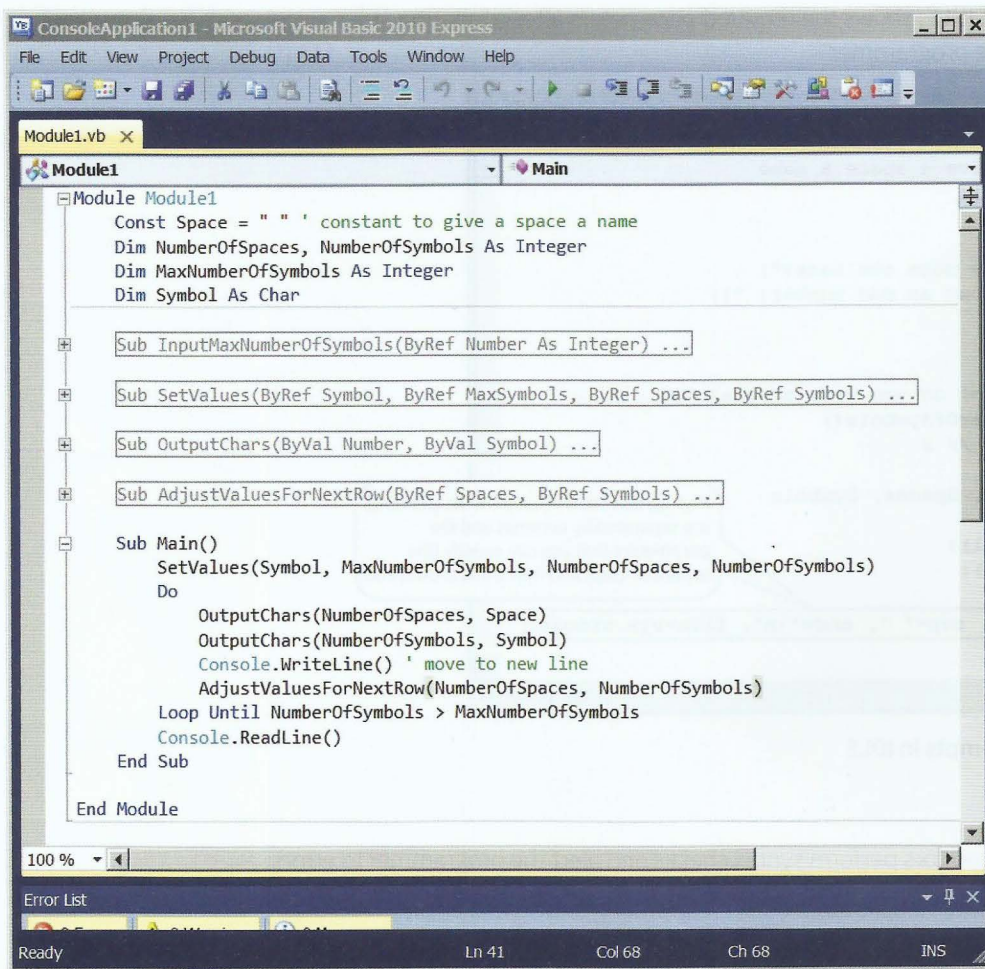 ConsoleApplication1 - Microsoft Visual Basic 2010 Express
File Edit View Project Debug Data Tools Window Help
Module1.vb
Module1 Main
Module Module1
Const Space = " " ' constant to give a space a name
Dim NumberOfSpaces, NumberOfSymbols As Integer
Dim MaxNumberOfSymbols As Integer
Dim Symbol As Char
Sub InputMaxNumberOfSymbols(ByRef Number As Integer) ...
Sub SetValues(ByRef Symbol, ByRef MaxSymbols, ByRef Spaces, ByRef Symbols) ...
Sub OutputChars(ByVal Number, ByVal Symbol) ...
Sub AdjustValuesForNextRow(ByRef Spaces, ByRef Symbols) ...
Sub Main()
SetValues(Symbol, MaxNumberOfSymbols, NumberOfSpaces, NumberOfSymbols)
Do
OutputChars(NumberOfSpaces, Space)
OutputChars(NumberOfSymbols, Symbol)
Console.WriteLine() ' move to new line
AdjustValuesForNextRow(NumberOfSpaces, NumberOfSymbols)
Loop Until NumberOfSymbols > MaxNumberOfSymbols
Console.ReadLine()
End Sub
End Module
100 %
Error List
Ready Ln 41 Col 68 Ch 68 INS